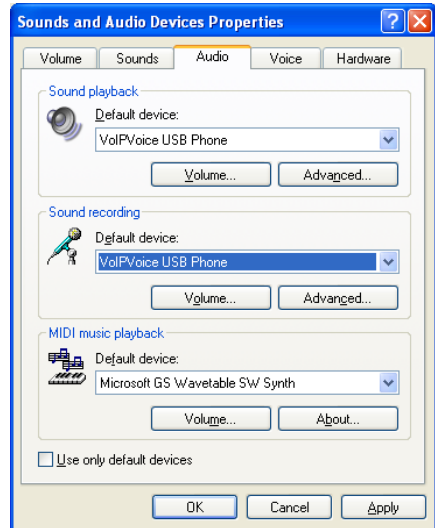 Sounds and Audio Devices Properties
Volume Sounds Audio Voice Hardware
Sound playback
Default device:
VoIPVoice USB Phone
Volume... Advanced...
Sound recording
Default device:
VoIPVoice USB Phone
Volume... Advanced...
MIDI music playback
Default device:
Microsoft GS Wavetable SW Synth
Volume... About...
Use only default devices
OK Cancel Apply